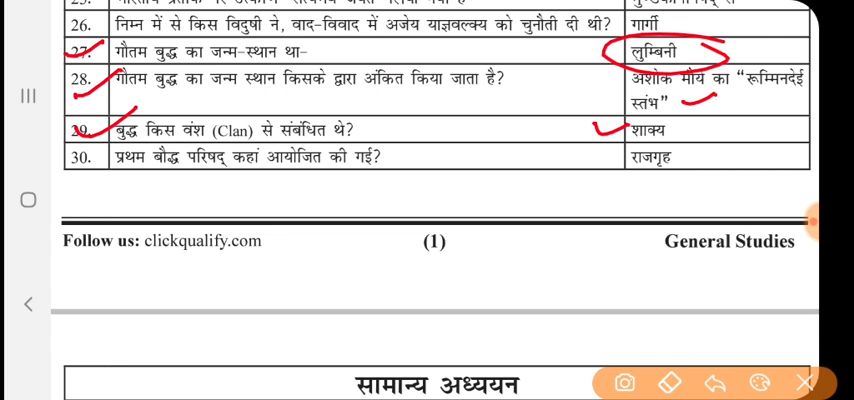 26. निम्न में से किस विदुषी ने, वाद-विवाद में अजेय याज्ञवल्क्य को चुनौती दी थी? गार्गी
27. गौतम बुद्ध का जन्म-स्थान था- लुम्बिनी
28. गौतम बुद्ध का जन्म स्थान किसके द्वारा अंकित किया जाता है? अशोक मौर्य का “रूम्मिनदेई
स्तंभ”
29. बुद्ध किस वंश (Clan) से संबंधित थे? शाक्य
30. प्रथम बौद्ध परिषद् कहां आयोजित की गई? राजगृह
Follow us: clickqualify.com (1) General Studies
सामान्य अध्ययन